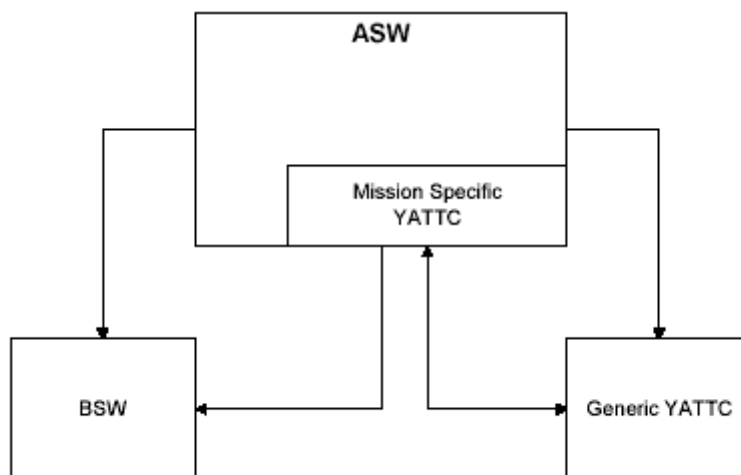 ASW
Mission Specific
YATTC
BSW
Generic YATTC